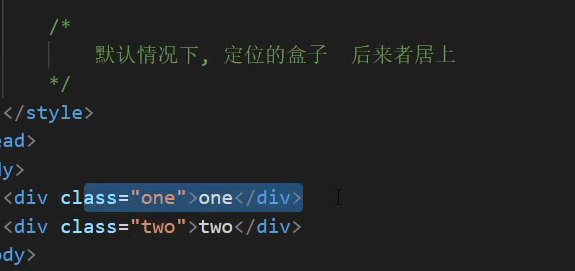 /*
默认情况下, 定位的盒子  后来者居上
*/
</style>
ead>
dy>
<div class="one">one</div>
<div class="two">two</div>
ody>